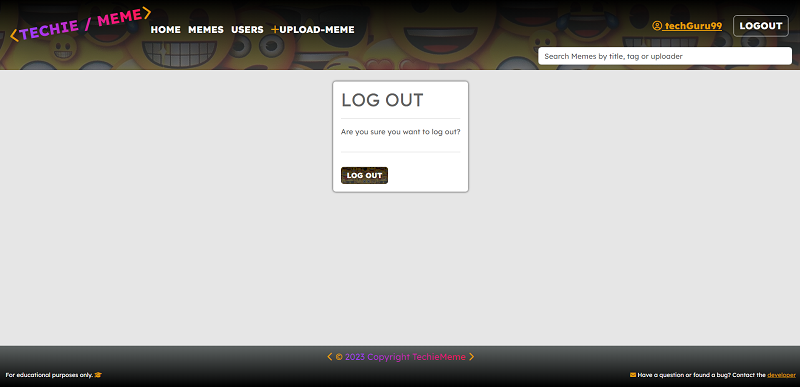 <TECHIE / MEME>
HOME MEMES USERS +UPLOAD-MEME
techGuru99
LOGOUT
Search Memes by title, tag or uploader
LOG OUT
Are you sure you want to log out?
LOG OUT
< © 2023 Copyright TechieMeme >
For educational purposes only.
Have a question or found a bug? Contact the developer